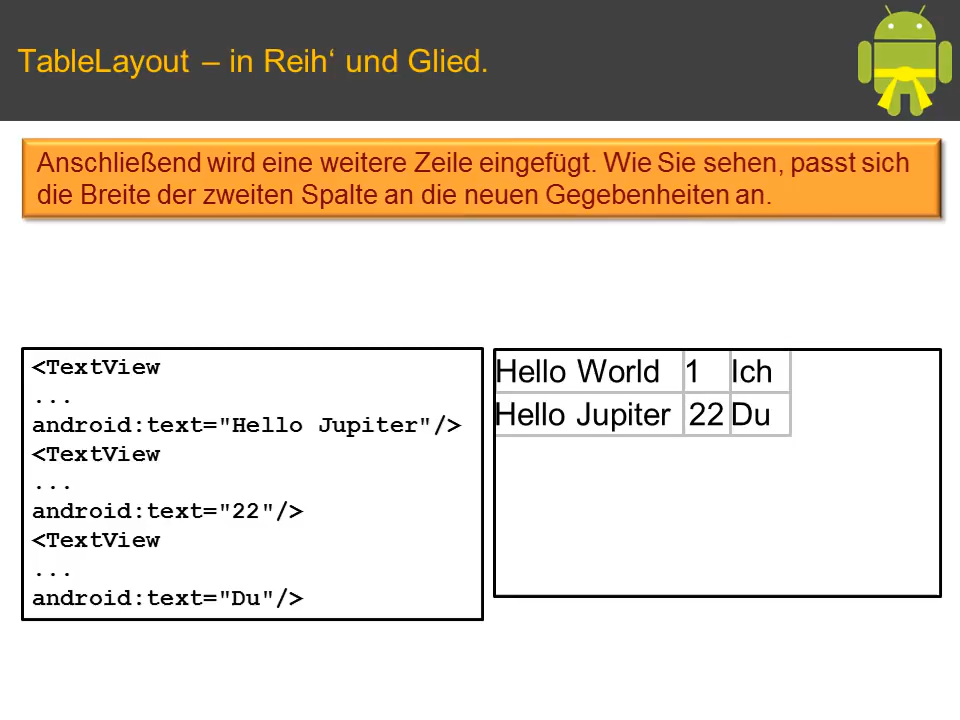 TableLayout – in Reih‘ und Glied.
Anschließend wird eine weitere Zeile eingefügt. Wie Sie sehen, passt sich
die Breite der zweiten Spalte an die neuen Gegebenheiten an.
<TextView
...
android:text="Hello Jupiter"/>
<TextView
...
android:text="22"/>
<TextView
...
android:text="Du"/>
Hello World 1 Ich
Hello Jupiter 22 Du